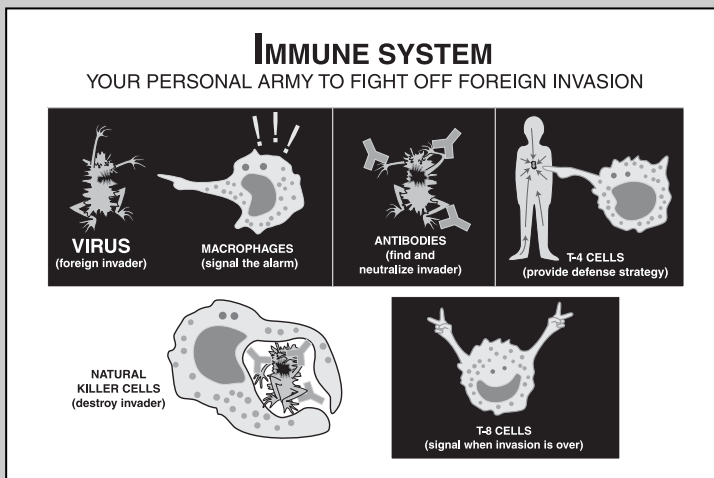 IMMUNE SYSTEM
YOUR PERSONAL ARMY TO FIGHT OFF FOREIGN INVASION
! ! !
VIRUS
(foreign invader)
MACROPHAGES
(signal the alarm)
ANTIBODIES
(find and
neutralize invader)
T-4 CELLS
(provide defense strategy)
NATURAL
KILLER CELLS
(destroy invader)
T-8 CELLS
(signal when invasion is over)